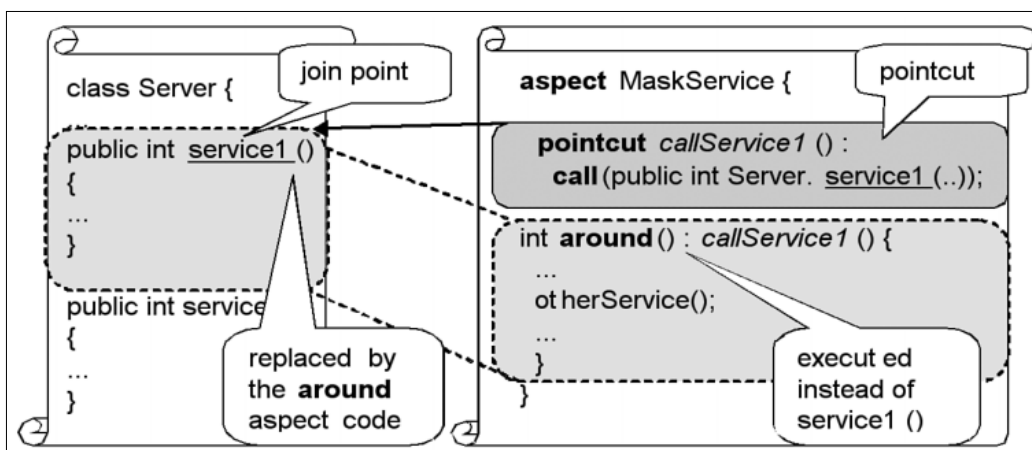 join point
class Server {
..
public int service1 ()
{
...
}
public int service
{
...
}
replaced by
the around
aspect code
aspect MaskService {
pointcut
pointcut callService1 () :
call (public int Server. service1 (..));
int around () : callService1 () {
...
ot herService();
...
}
}
execut ed
instead of
service1 ()